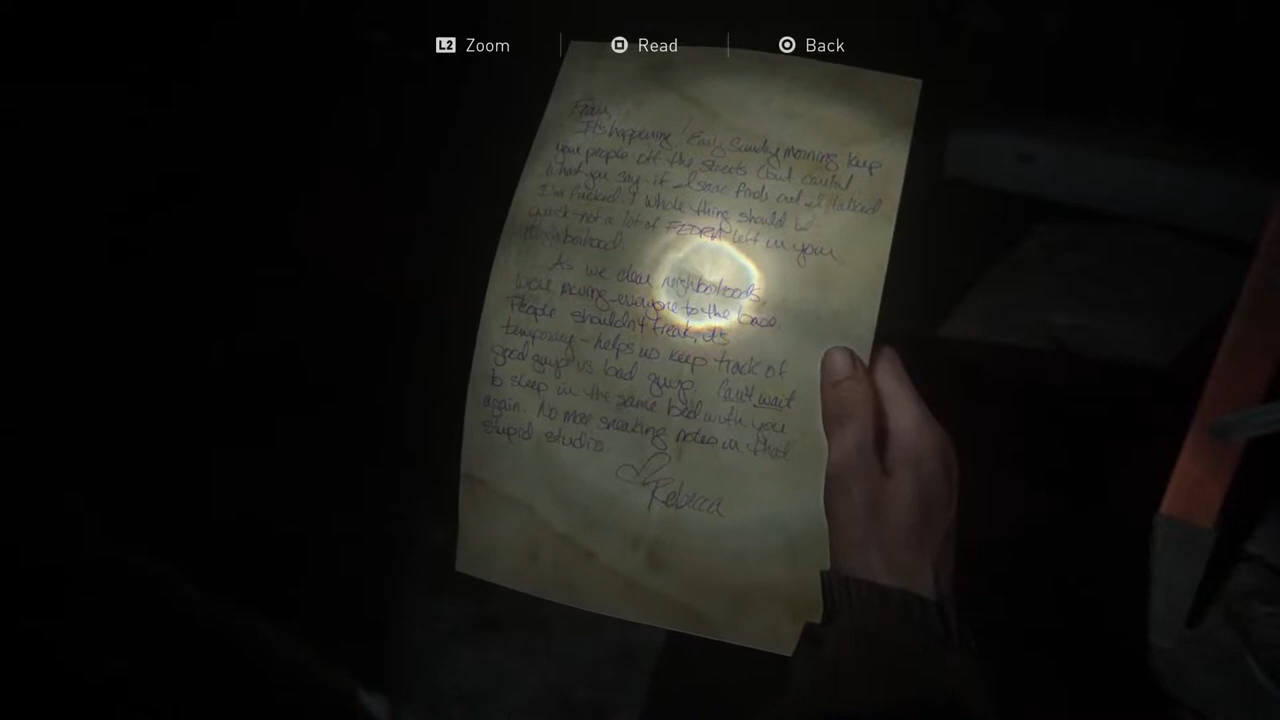 L2 Zoom | Read | Back
Fran,
It's happening! Early Sunday morning. Keep
your people off the streets (but careful
what you say - if Isaac finds out I talked
I'm fucked.) Whole thing should be
quick - not a lot of FEDRA left in your
neighborhood.
As we clear neighborhoods,
we're moving everyone to the base.
People shouldn't freak, it's
temporary - helps us keep track of
good guys vs bad guys. Can't wait
to sleep in the same bed with you
again. No more sneaking notes in that
stupid studio.
Rebecca